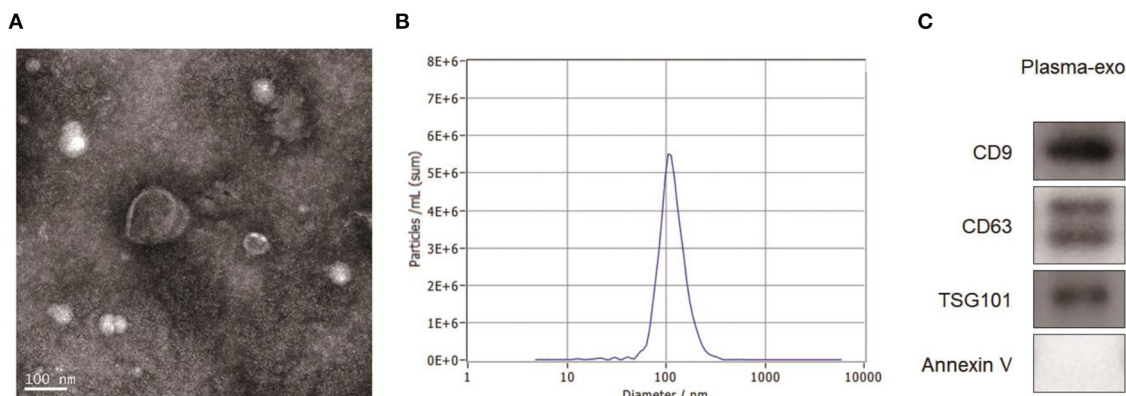 A
100 nm
B
Particles /mL (sum)
8E+6
7E+6
6E+6
5E+6
4E+6
3E+6
2E+6
1E+6
0E+0
1
10
100
1000
10000
Diameter / nm
C
Plasma-exo
CD9
CD63
TSG101
Annexin V